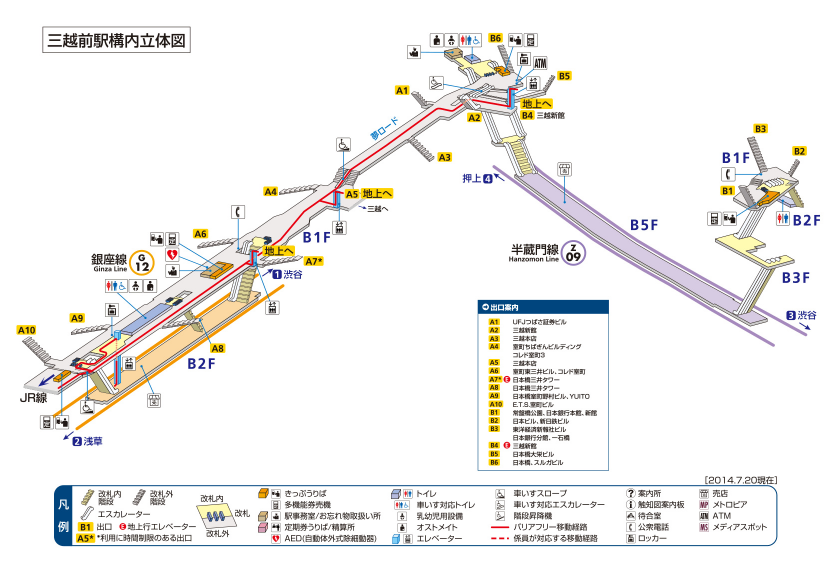 三越前駅構内立体図
B6
ATM
B5
A1
地上へ
A2
B4 三越新館
夢ロード
A3
B3
B1F
B2
押上 4
A4
A5 地上へ
三越へ
B1
B2F
B5F
A6
B1F
銀座線
Ginza Line
G
12
地上へ
A7*
半蔵門線
Hanzomon Line
Z
09
1 渋谷
B3F
3 渋谷
A9
A10
A8
B2F
JR線
2 浅草
出口案内
A1 UFJつばさ証券ビル
A2 三越新館
A3 三越本店
A4 室町ちばぎんビルディング
コレド室町3
A5 三越本店
A6 室町東三井ビル、コレド室町
A7* E 日本橋三井タワー
A8 日本橋三井タワー
A9 日本橋室町野村ビル、YUITO
A10 E.T.S.室町ビル
B1 常盤橋公園、日本銀行本館、新館
B2 日本ビル、新日鉄ビル
B3 東洋経済新報社ビル
日本銀行分館、一石橋
B4 E 三越新館
B5 日本橋大栄ビル
B6 日本橋、スルガビル
[2014.7.20現在]
凡例
改札内階段
改札外階段
エスカレーター
B1 出口
E 地上行エレベーター
A5* *利用に時間制限のある出口
改札内
改札
改札外
きっぷうりば
多機能券売機
駅事務室/お忘れ物取扱い所
定期券うりば/精算所
AED(自動体外式除細動器)
トイレ
車いす対応トイレ
乳幼児用設備
オストメイト
エレベーター
車いすスロープ
車いす対応エスカレーター
階段昇降機
バリアフリー移動経路
係員が対応する移動経路
? 案内所
i 触知図案内板
待合室
公衆電話
ロッカー
売店
MP メトロピア
ATM ATM
MS メディアスポット